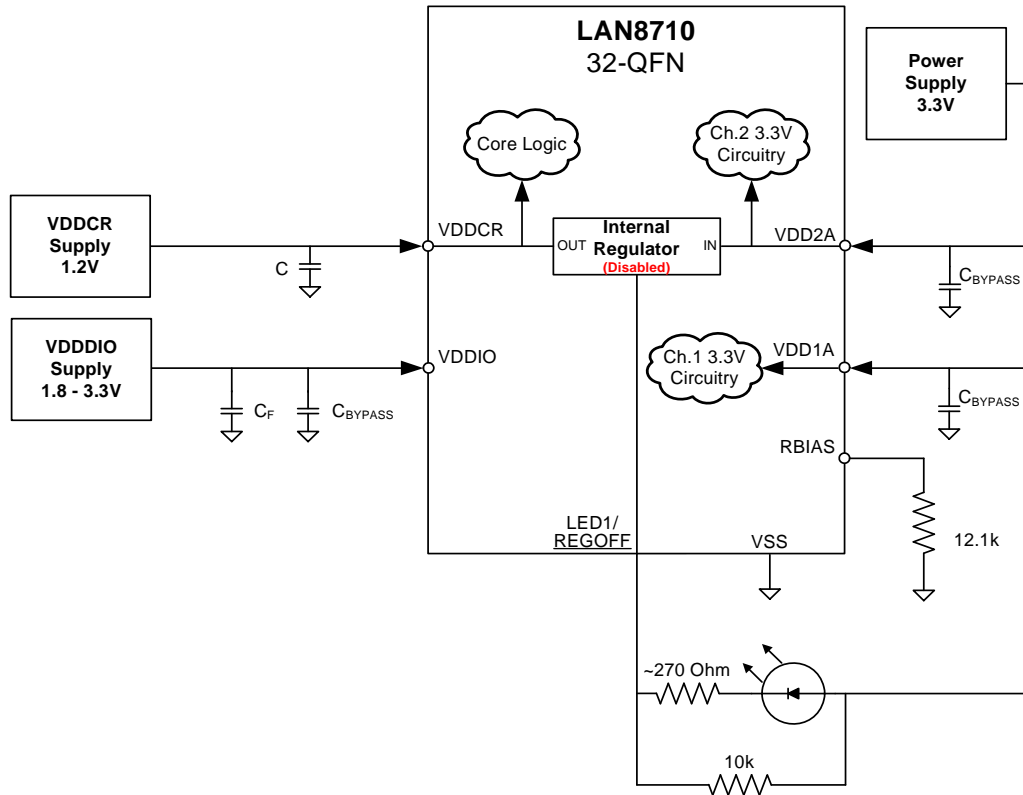 LAN8710
32-QFN
Power
Supply
3.3V
Core Logic
Ch.2 3.3V
Circuitry
VDDCR
Supply
1.2V
VDDCR
OUT
Internal
Regulator
(Disabled)
IN
VDD2A
C
CBYPASS
VDDDIO
Supply
1.8 - 3.3V
VDDIO
Ch.1 3.3V
Circuitry
VDD1A
CF
CBYPASS
CBYPASS
RBIAS
12.1k
LED1/
REGOFF
VSS
~270 Ohm
10k